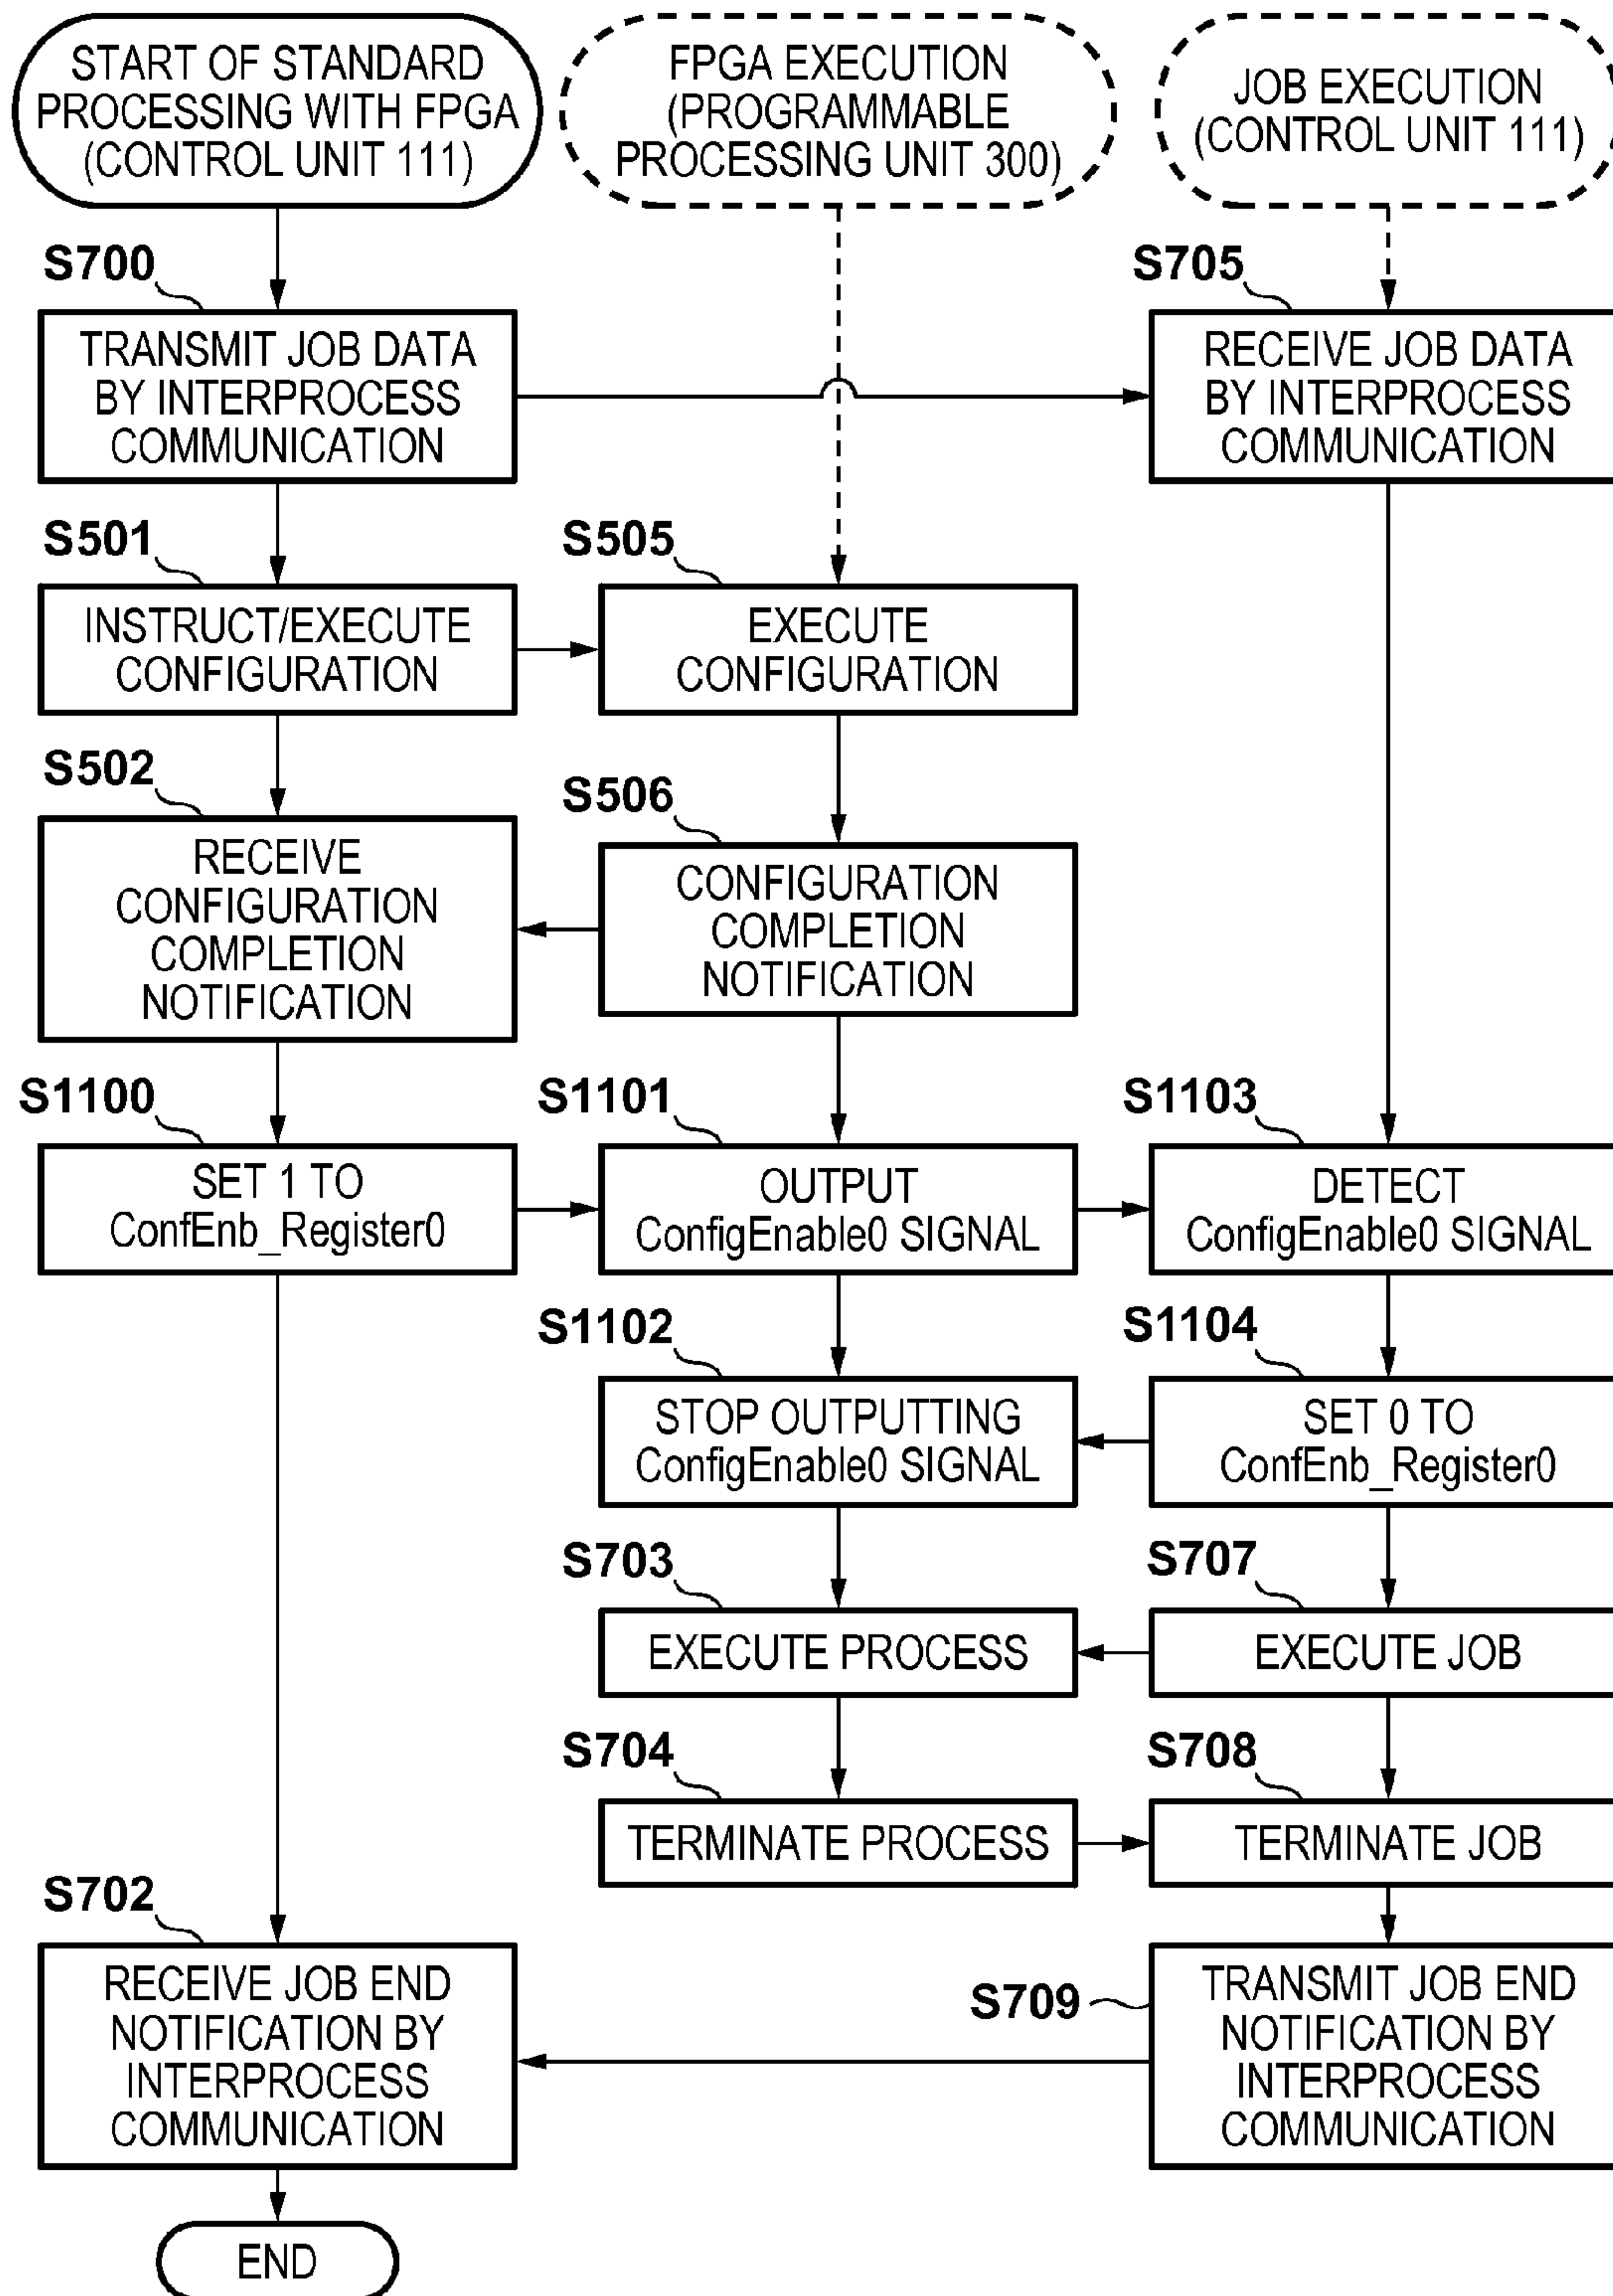 START OF STANDARD
PROCESSING WITH FPGA
(CONTROL UNIT 111)
FPGA EXECUTION
(PROGRAMMABLE
PROCESSING UNIT 300)
JOB EXECUTION
(CONTROL UNIT 111)
S700
TRANSMIT JOB DATA
BY INTERPROCESS
COMMUNICATION
S705
RECEIVE JOB DATA
BY INTERPROCESS
COMMUNICATION
S501
INSTRUCT/EXECUTE
CONFIGURATION
S505
EXECUTE
CONFIGURATION
S502
RECEIVE
CONFIGURATION
COMPLETION
NOTIFICATION
S506
CONFIGURATION
COMPLETION
NOTIFICATION
S1100
SET 1 TO
ConfEnb_Register0
S1101
OUTPUT
ConfigEnable0 SIGNAL
S1103
DETECT
ConfigEnable0 SIGNAL
S1102
STOP OUTPUTTING
ConfigEnable0 SIGNAL
S1104
SET 0 TO
ConfEnb_Register0
S703
EXECUTE PROCESS
S707
EXECUTE JOB
S704
TERMINATE PROCESS
S708
TERMINATE JOB
S702
RECEIVE JOB END
NOTIFICATION BY
INTERPROCESS
COMMUNICATION
S709
TRANSMIT JOB END
NOTIFICATION BY
INTERPROCESS
COMMUNICATION
END